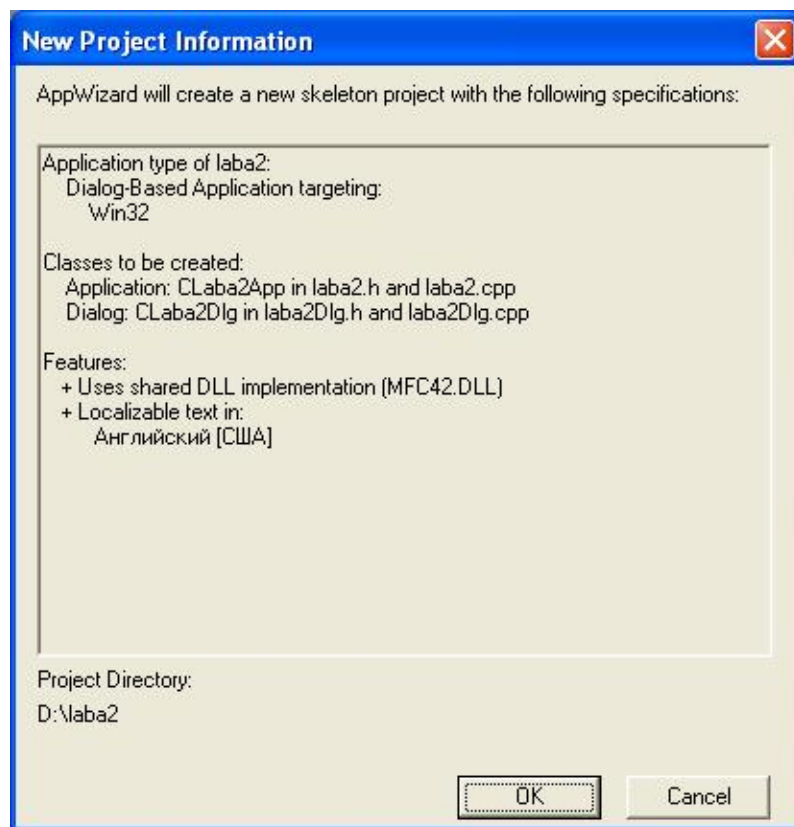 New Project Information
AppWizard will create a new skeleton project with the following specifications:
Application type of laba2:
Dialog-Based Application targeting:
Win32
Classes to be created:
Application: CLaba2App in laba2.h and laba2.cpp
Dialog: CLaba2Dlg in laba2Dlg.h and laba2Dlg.cpp
Features:
+ Uses shared DLL implementation (MFC42.DLL)
+ Localizable text in:
Английский [США]
Project Directory:
D:\laba2
OK Cancel